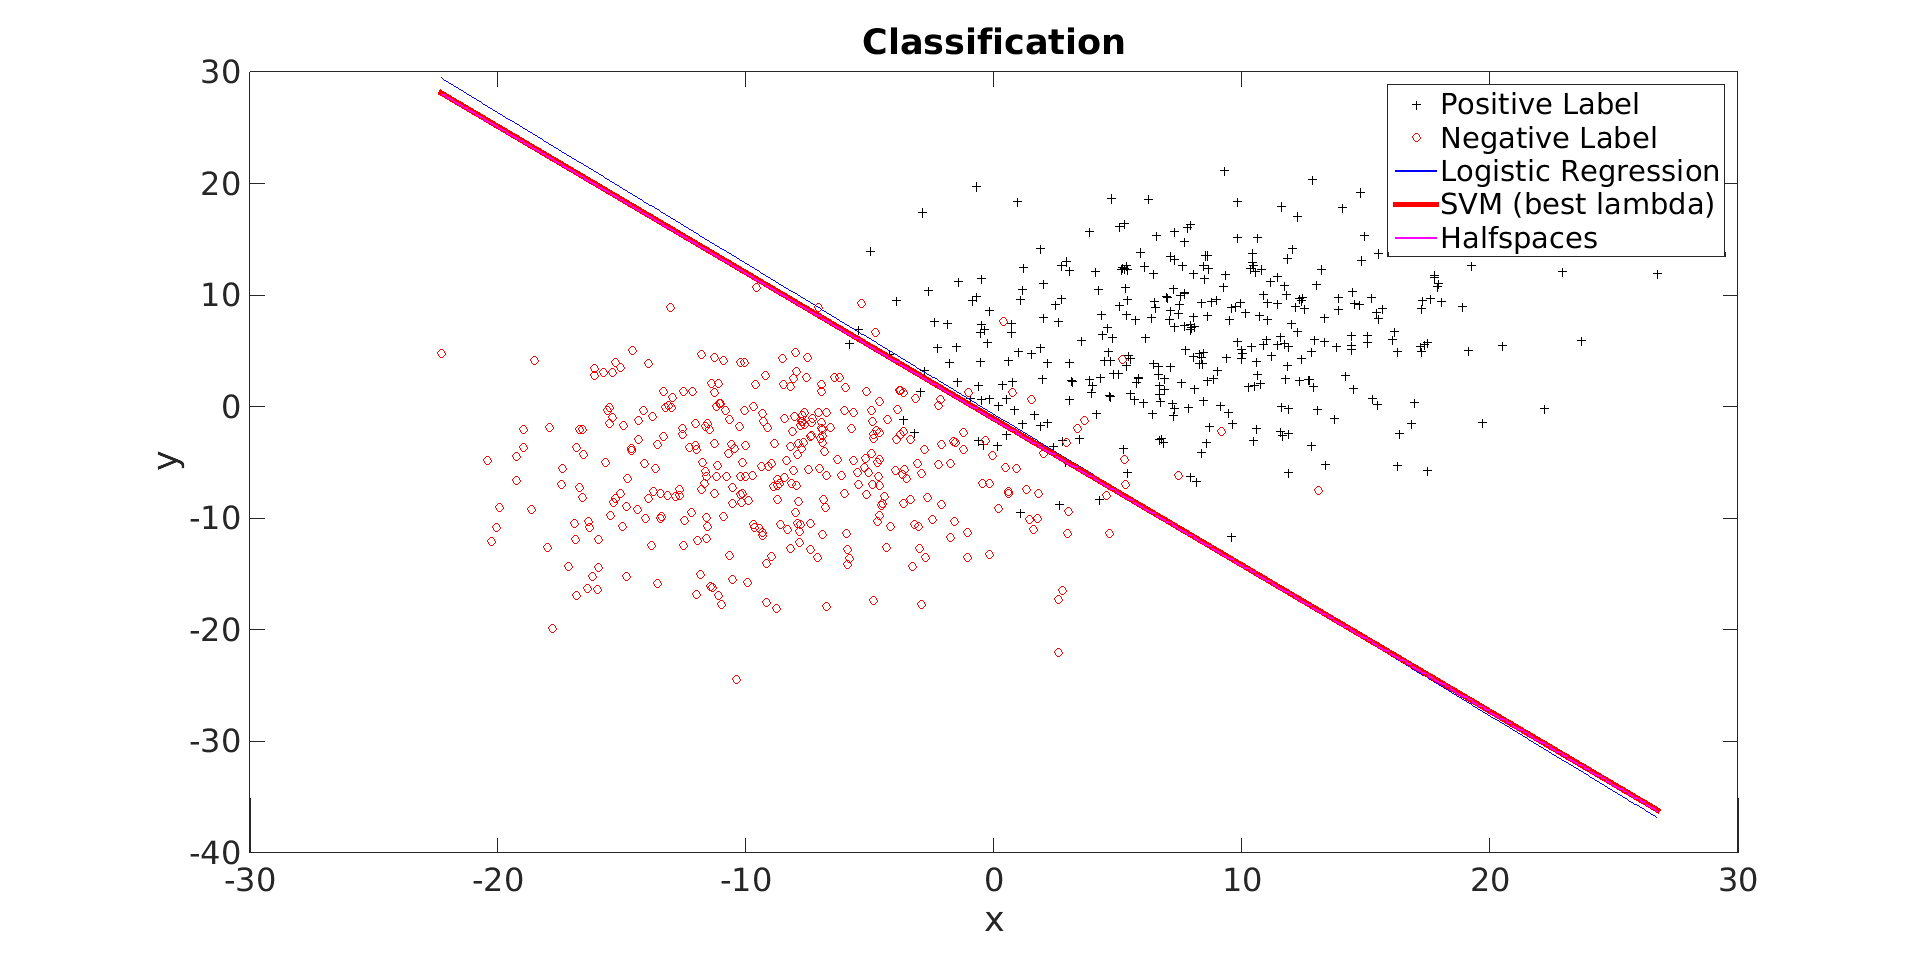 Classification
30
20
10
0
-10
-20
-30
-40
-30
-20
-10
0
10
20
30
x
y
Positive Label
Negative Label
Logistic Regression
SVM (best lambda)
Halfspaces